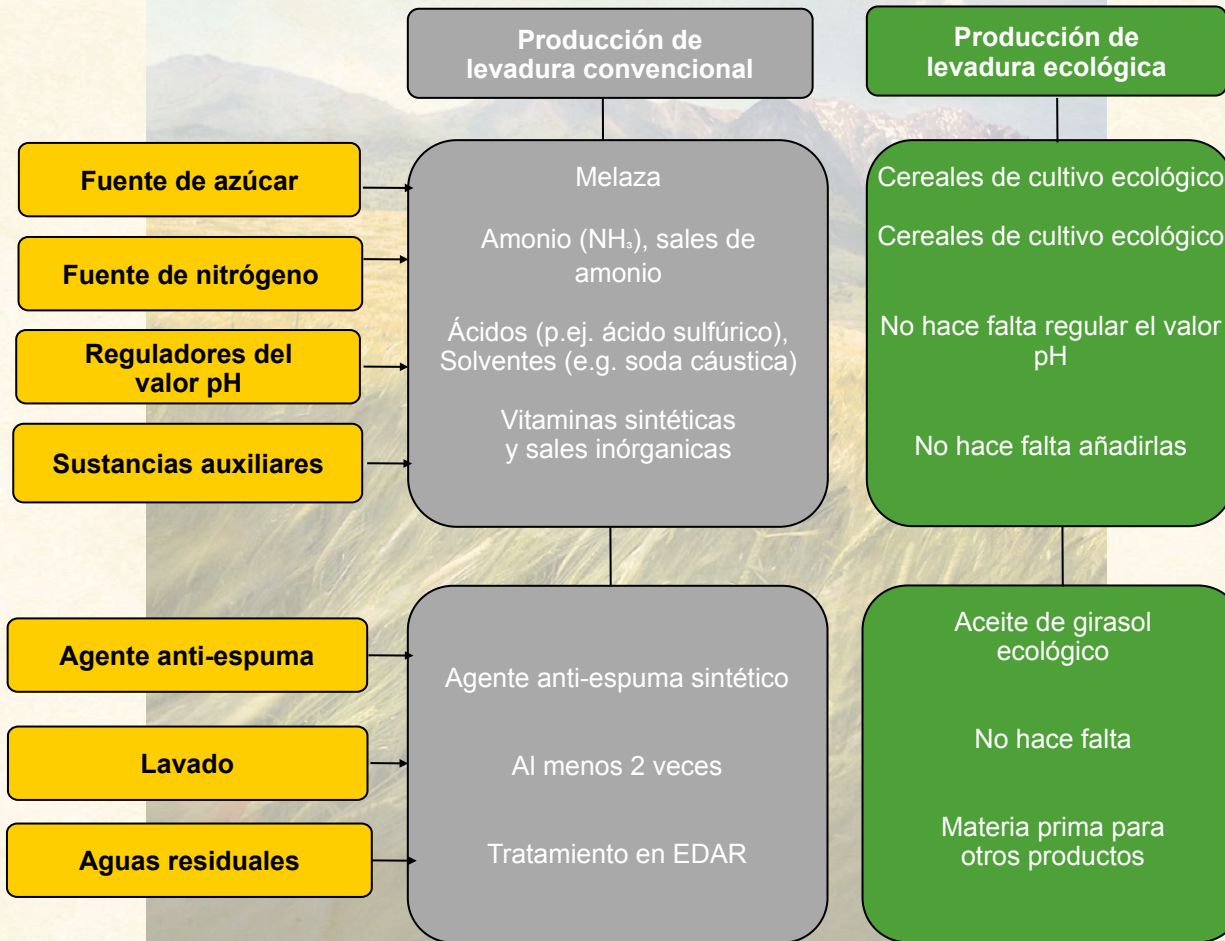 Producción de
levadura convencional
Producción de
levadura ecológica
Fuente de azúcar
Melaza
Cereales de cultivo ecológico
Fuente de nitrógeno
Amonio (NH₃), sales de
amonio
Cereales de cultivo ecológico
Reguladores del
valor pH
Ácidos (p.ej. ácido sulfúrico),
Solventes (e.g. soda cáustica)
No hace falta regular el valor
pH
Sustancias auxiliares
Vitaminas sintéticas
y sales inórganicas
No hace falta añadirlas
Agente anti-espuma
Agente anti-espuma sintético
Aceite de girasol
ecológico
Lavado
Al menos 2 veces
No hace falta
Aguas residuales
Tratamiento en EDAR
Materia prima para
otros productos